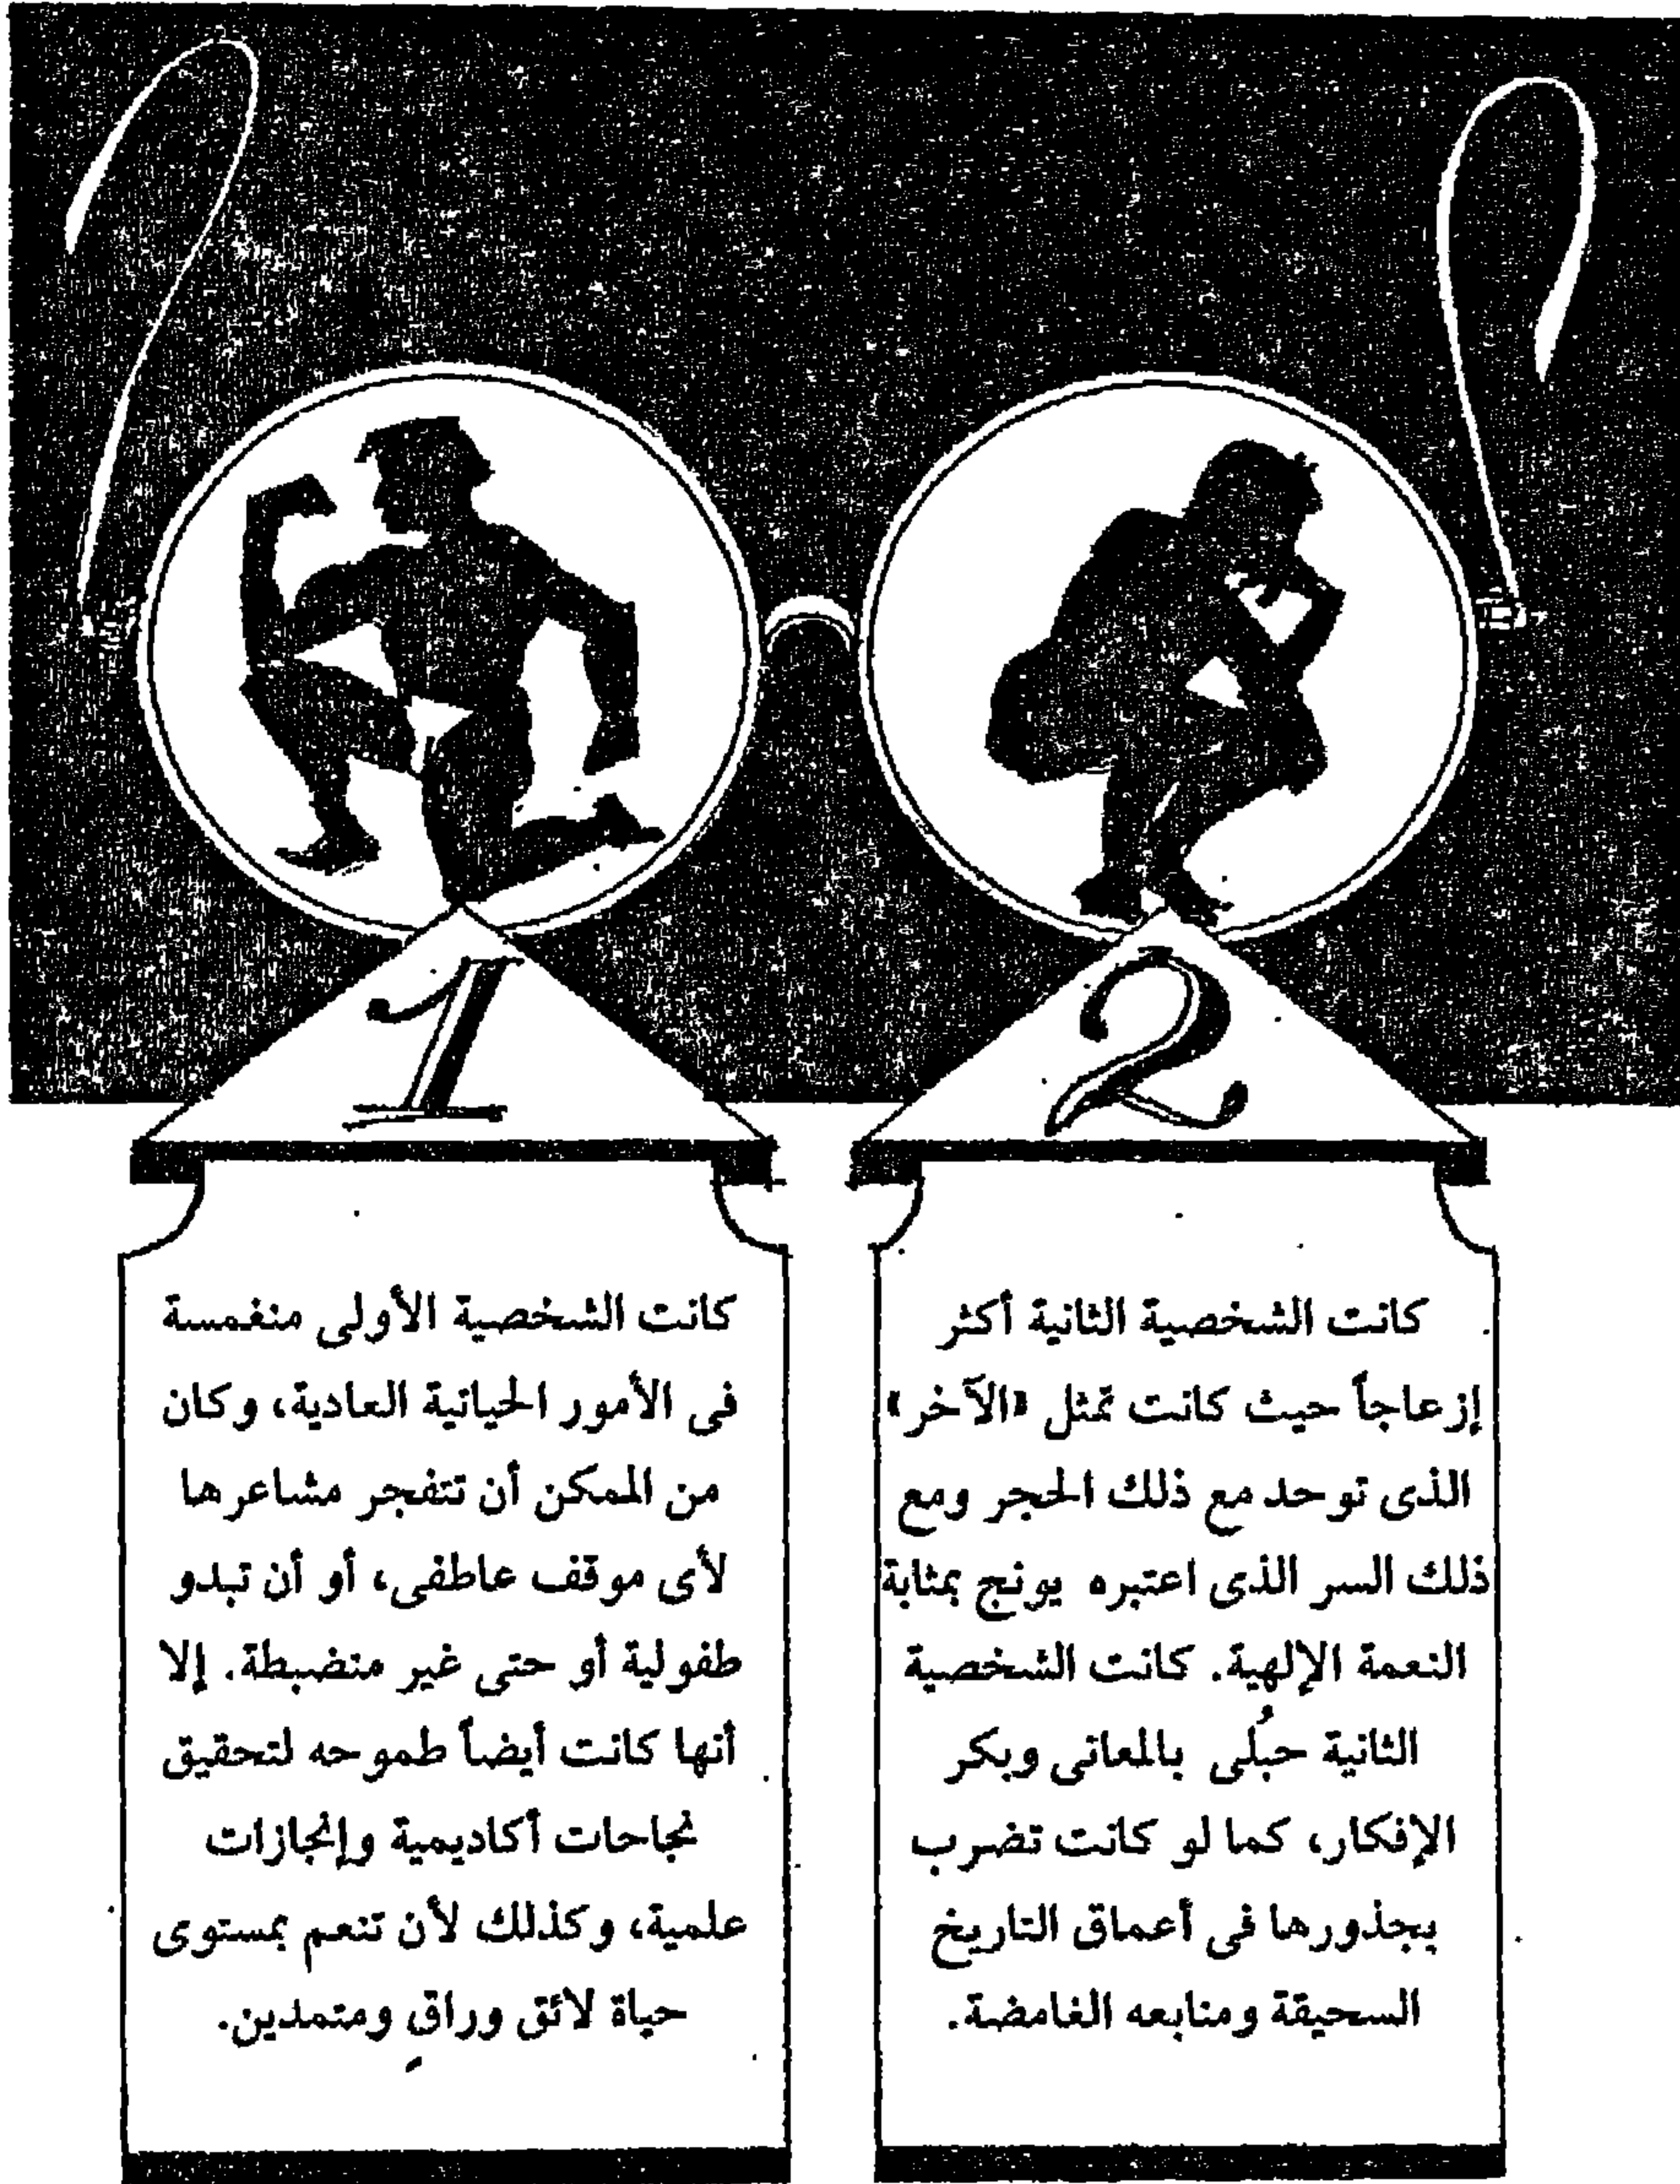 1
كانت الشخصية الأولى منغمسة
فى الأمور الحياتية العادية، وكان
من الممكن أن تتفجر مشاعرها
لأى موقف عاطفى، أو أن تبدو
طفولية أو حتى غير منضبطة. إلا
أنها كانت أيضاً طموحه لتحقيق
نجاحات أكاديمية وإنجازات
علمية، وكذلك لأن تنعم بمستوى
حياة لائق وراقٍ ومتمدين.
2
كانت الشخصية الثانية أكثر
إزعاجاً حيث كانت تمثل «الآخر»
الذى توحد مع ذلك الحجر ومع
ذلك السر الذى اعتبره يونج بمثابة
النعمة الإلهية. كانت الشخصية
الثانية حبُلى بالمعانى وبكر
الإفكار، كما لو كانت تضرب
بجذورها فى أعماق التاريخ
السحيقة ومنابعه الغامضة.